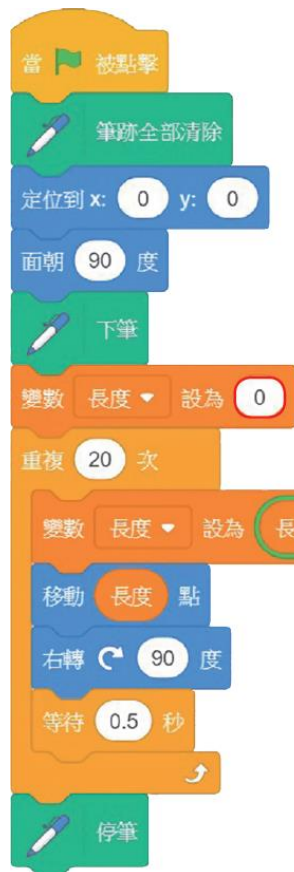 當 被點擊
筆跡全部清除
定位到 x: 0 y: 0
面朝 90 度
下筆
變數 長度 設為 0
重複 20 次
變數 長度 設為 長
移動 長度 點
右轉 90 度
等待 0.5 秒
停筆